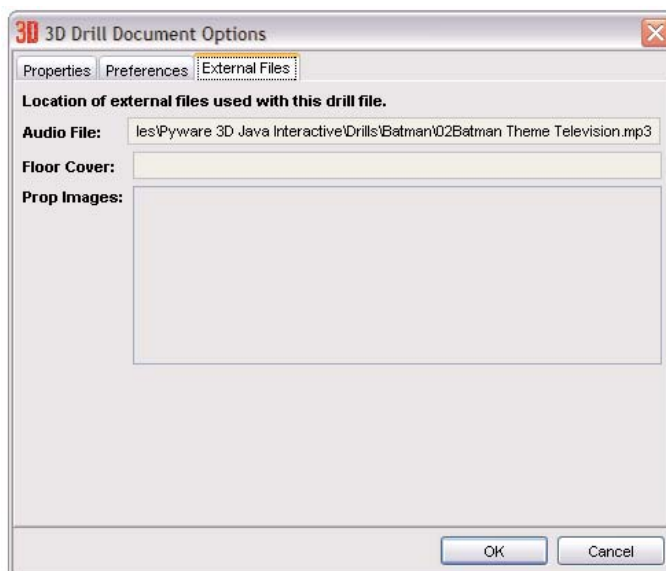 3D 3D Drill Document Options
Properties Preferences External Files
Location of external files used with this drill file.
Audio File: les\Pyware 3D Java Interactive\Drills\Batman\02Batman Theme Television.mp3
Floor Cover:
Prop Images:
OK Cancel